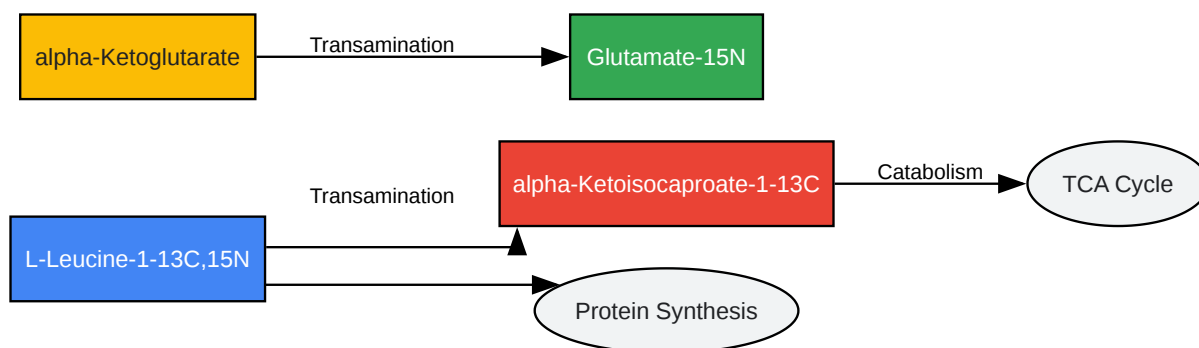 alpha-Ketoglutarate
Transamination
Glutamate-15N
L-Leucine-1-13C,15N
Transamination
alpha-Ketoisocaproate-1-13C
Catabolism
TCA Cycle
Protein Synthesis